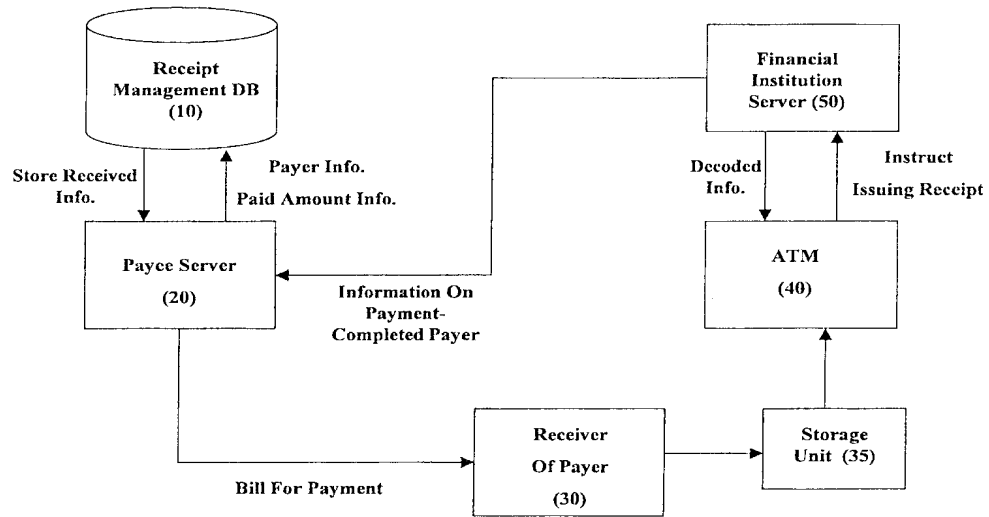 Receipt
Management DB
(10)
Financial
Institution
Server (50)
Store Received
Info.
Payer Info.
Paid Amount Info.
Decoded
Info.
Instruct
Issuing Receipt
Payee Server
(20)
Information On
Payment-
Completed Payer
ATM
(40)
Receiver
Of Payer
(30)
Storage
Unit (35)
Bill For Payment